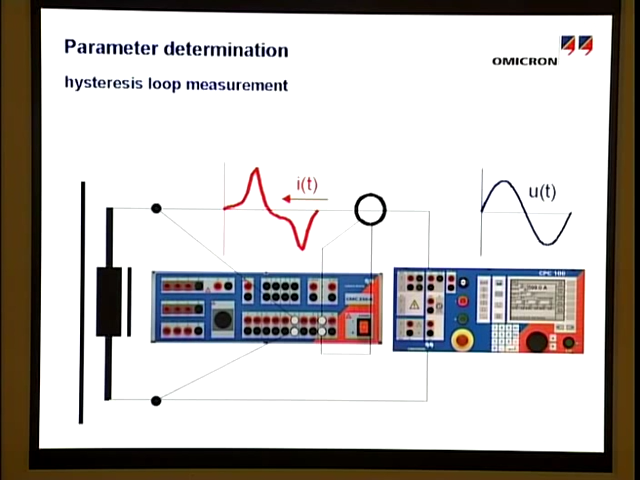 Parameter determination
OMICRON
hysteresis loop measurement
i(t)
u(t)
CPC 100